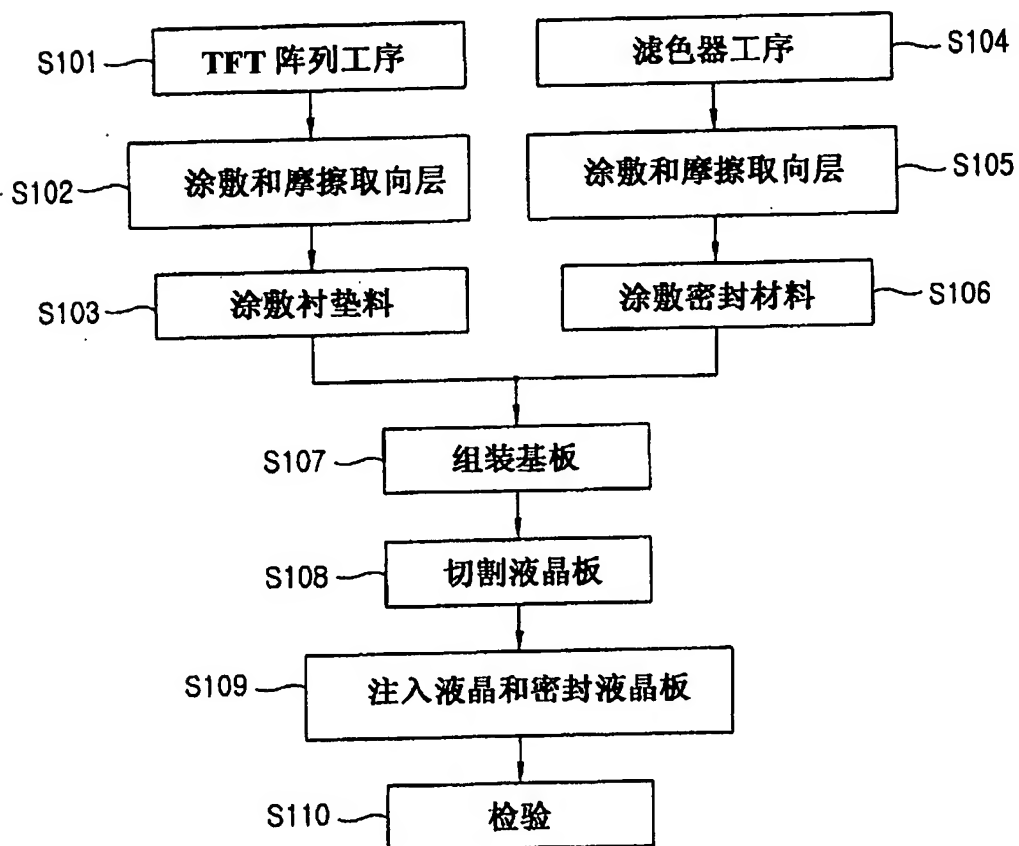 S101
TFT 阵列工序
滤色器工序
S104
S102
涂敷和摩擦取向层
涂敷和摩擦取向层
S105
S103
涂敷衬垫料
涂敷密封材料
S106
S107
组装基板
S108
切割液晶板
S109
注入液晶和密封液晶板
S110
检验